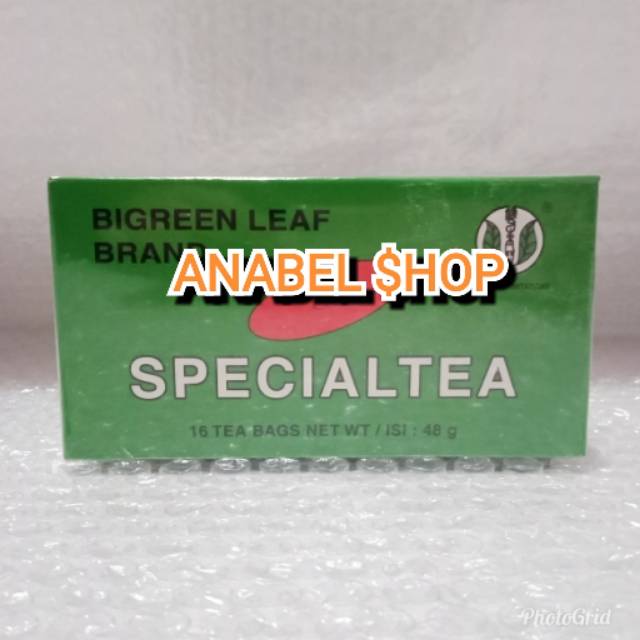 BIGREEN LEAF
BRAND
ANABEL $HOP
SPECIALTEA
16 TEA BAGS NET WT / ISI : 48 g
PhotoGrid